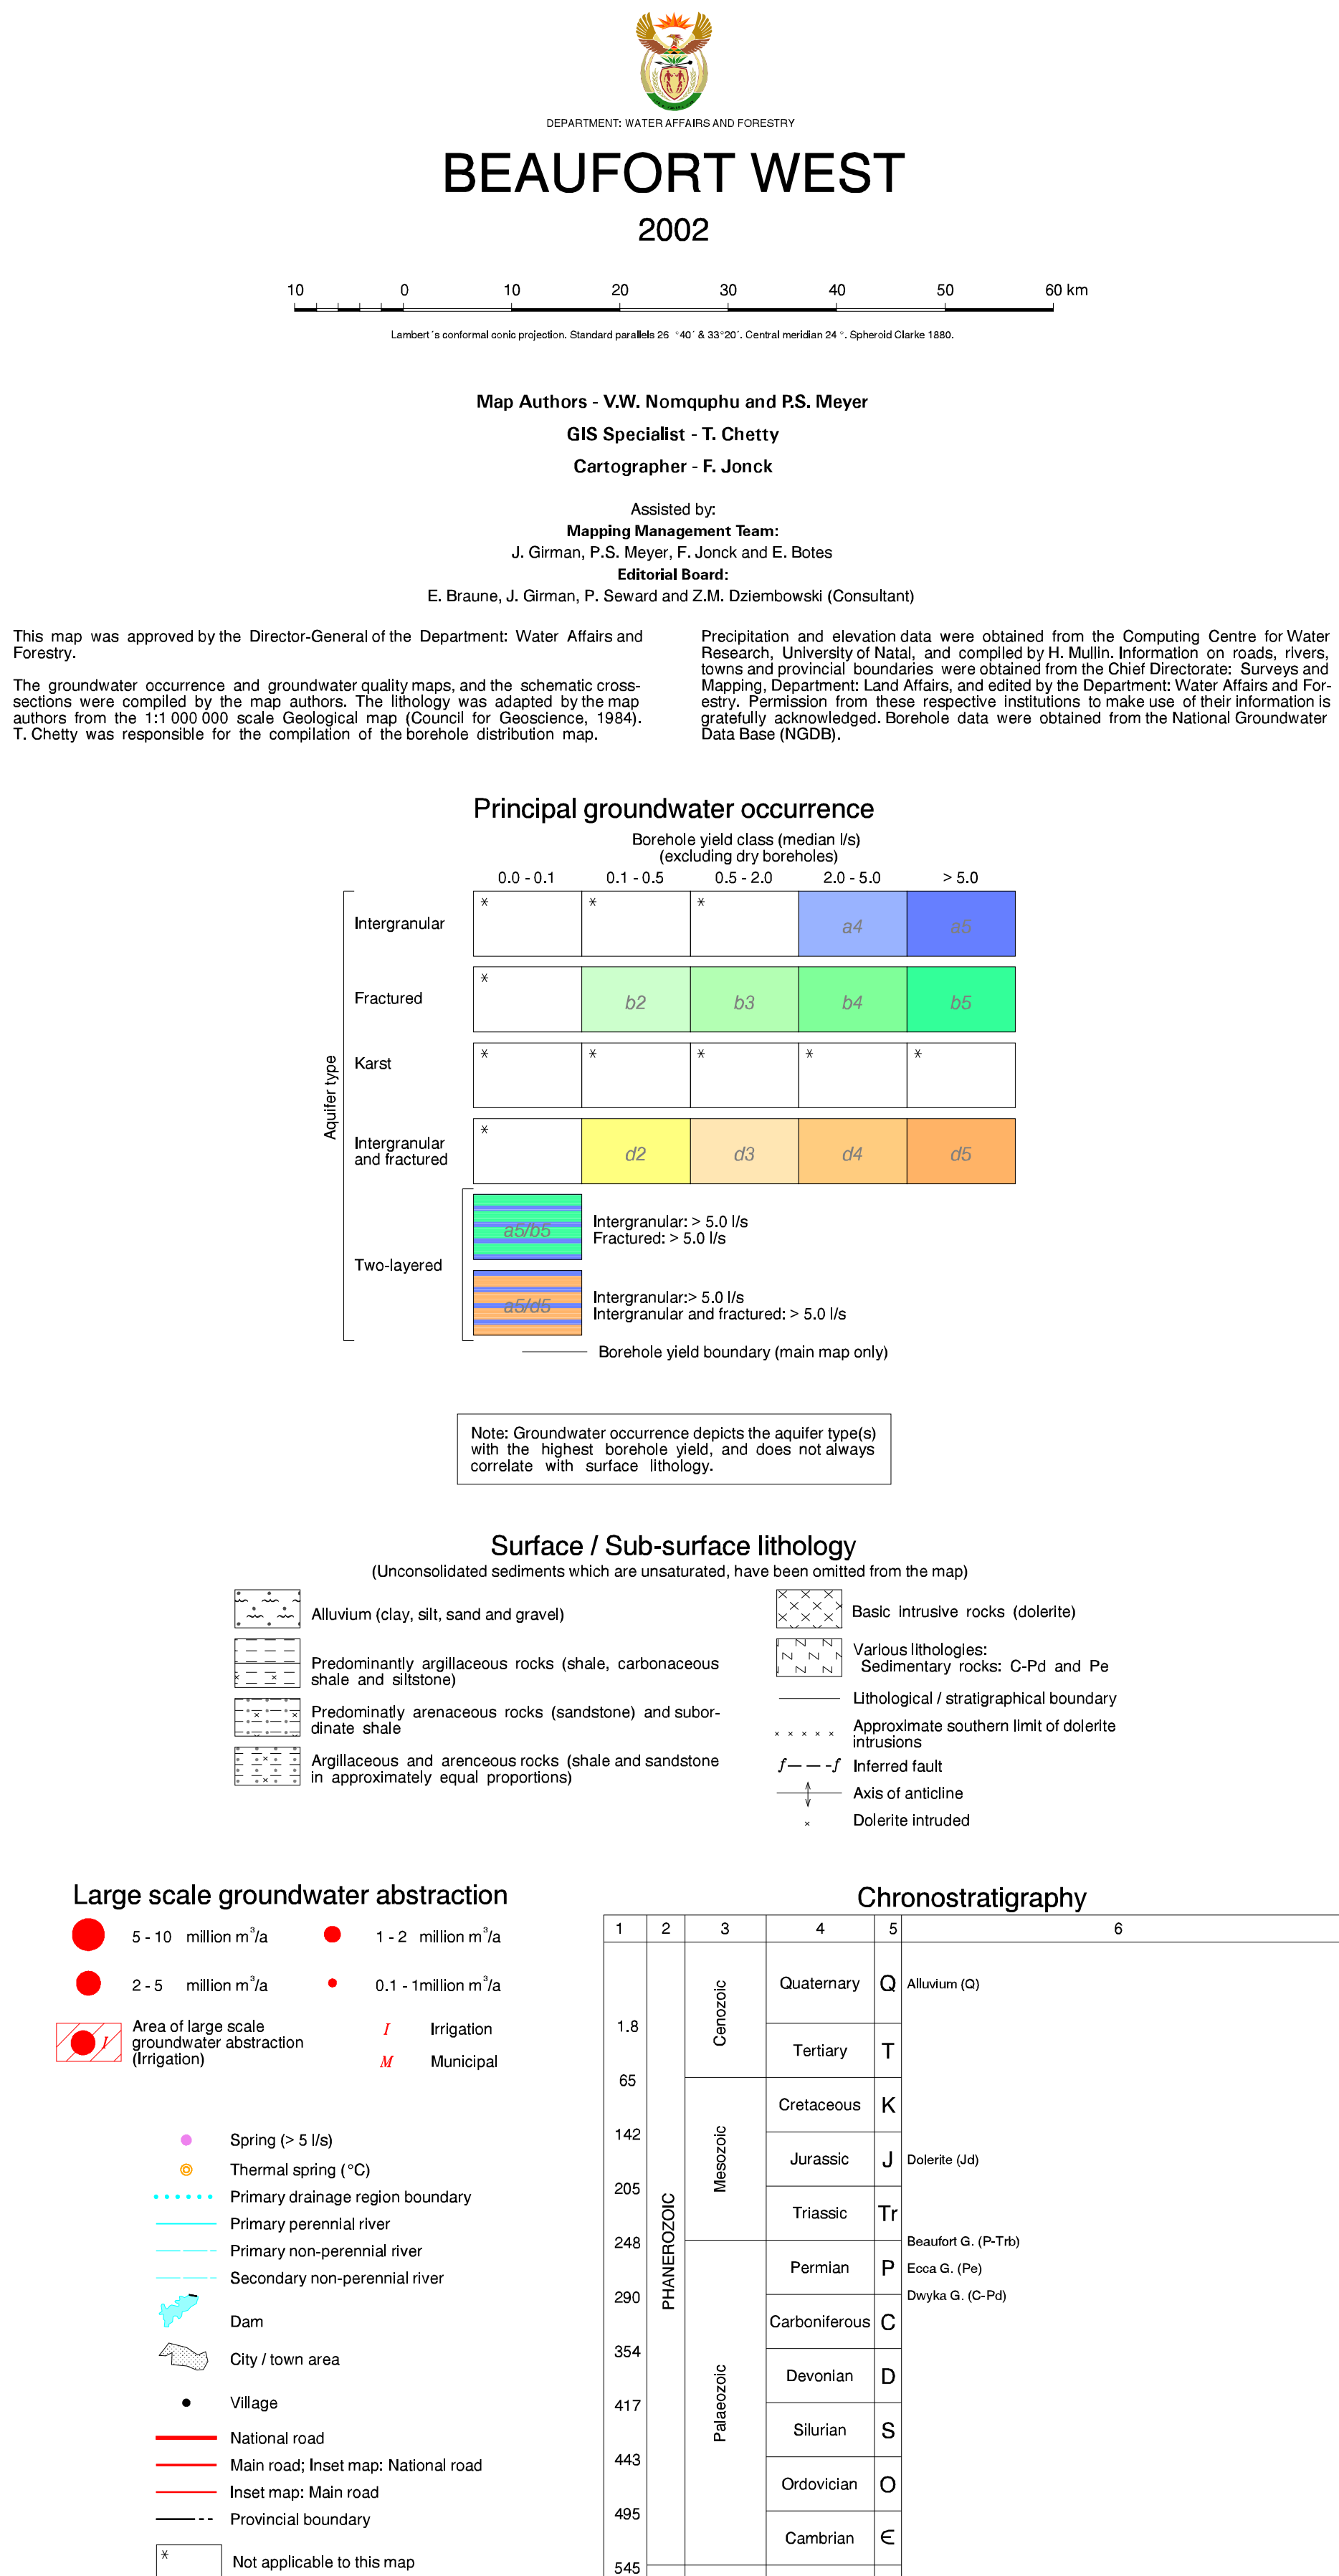 DEPARTMENT: WATER AFFAIRS AND FORESTRY
BEAUFORT WEST
2002
10 0 10 20 30 40 50 60 km
Lambert´s conformal conic projection. Standard parallels 26 °40´ & 33°20´. Central meridian 24 °. Spheroid Clarke 1880.
Map Authors - V.W. Nomquphu and P.S. Meyer
GIS Specialist - T. Chetty
Cartographer - F. Jonck
Assisted by:
Mapping Management Team:
J. Girman, P.S. Meyer, F. Jonck and E. Botes
Editorial Board:
E. Braune, J. Girman, P. Seward and Z.M. Dziembowski (Consultant)
This map was approved by the Director-General of the Department: Water Affairs and
Forestry.
The groundwater occurrence and groundwater quality maps, and the schematic cross-
sections were compiled by the map authors. The lithology was adapted by the map
authors from the 1:1 000 000 scale Geological map (Council for Geoscience, 1984).
T. Chetty was responsible for the compilation of the borehole distribution map.
Precipitation and elevation data were obtained from the Computing Centre for Water
Research, University of Natal, and compiled by H. Mullin. Information on roads, rivers,
towns and provincial boundaries were obtained from the Chief Directorate: Surveys and
Mapping, Department: Land Affairs, and edited by the Department: Water Affairs and For-
estry. Permission from these respective institutions to make use of their information is
gratefully acknowledged. Borehole data were obtained from the National Groundwater
Data Base (NGDB).
Principal groundwater occurrence
Borehole yield class (median l/s)
(excluding dry boreholes)
0.0 - 0.1 0.1 - 0.5 0.5 - 2.0 2.0 - 5.0 > 5.0
Aquifer type
Intergranular * * * a4 a5
Fractured * b2 b3 b4 b5
Karst * * * * *
Intergranular
and fractured * d2 d3 d4 d5
Two-layered
a5/b5 Intergranular: > 5.0 l/s
Fractured: > 5.0 l/s
a5/d5 Intergranular:> 5.0 l/s
Intergranular and fractured: > 5.0 l/s
Borehole yield boundary (main map only)
Note: Groundwater occurrence depicts the aquifer type(s)
with the highest borehole yield, and does not always
correlate with surface lithology.
Surface / Sub-surface lithology
(Unconsolidated sediments which are unsaturated, have been omitted from the map)
Alluvium (clay, silt, sand and gravel)
Predominantly argillaceous rocks (shale, carbonaceous
shale and siltstone)
Predominatly arenaceous rocks (sandstone) and subor-
dinate shale
Argillaceous and arenceous rocks (shale and sandstone
in approximately equal proportions)
Basic intrusive rocks (dolerite)
Various lithologies:
Sedimentary rocks: C-Pd and Pe
Lithological / stratigraphical boundary
Approximate southern limit of dolerite
intrusions
f — — -f Inferred fault
Axis of anticline
Dolerite intruded
Large scale groundwater abstraction
5 - 10 million m³/a
1 - 2 million m³/a
2 - 5 million m³/a
0.1 - 1million m³/a
I Area of large scale
groundwater abstraction
(Irrigation)
I Irrigation
M Municipal
Spring (> 5 l/s)
Thermal spring (°C)
Primary drainage region boundary
Primary perennial river
Primary non-perennial river
Secondary non-perennial river
Dam
City / town area
Village
National road
Main road; Inset map: National road
Inset map: Main road
Provincial boundary
* Not applicable to this map
Chronostratigraphy
1 2 3 4 5 6
PHANEROZOIC
Cenozoic
Quaternary Q Alluvium (Q)
1.8
Tertiary T
65
Mesozoic
Cretaceous K
142
Jurassic J Dolerite (Jd)
205
Triassic Tr
248 Beaufort G. (P-Trb)
Palaeozoic
Permian P Ecca G. (Pe)
290 Dwyka G. (C-Pd)
Carboniferous C
354
Devonian D
417
Silurian S
443
Ordovician O
495
Cambrian Є
545